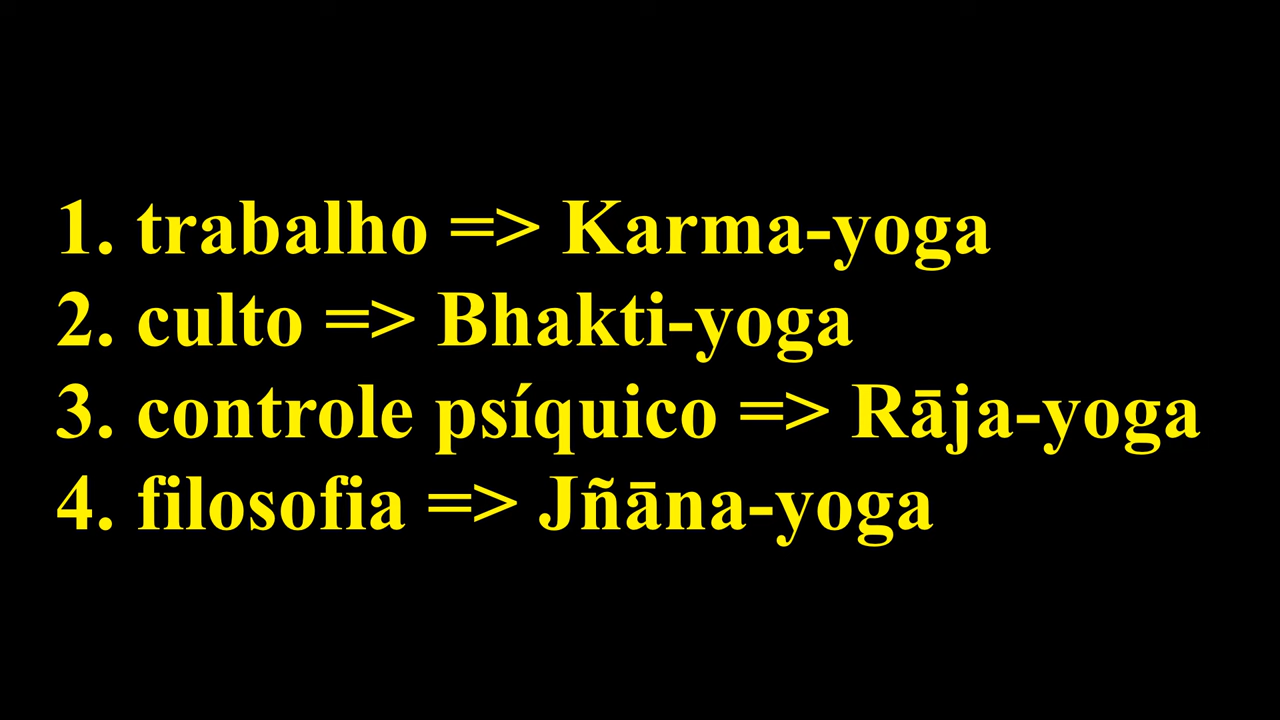 1. trabalho => Karma-yoga
2. culto => Bhakti-yoga
3. controle psíquico => Rāja-yoga
4. filosofia => Jñāna-yoga